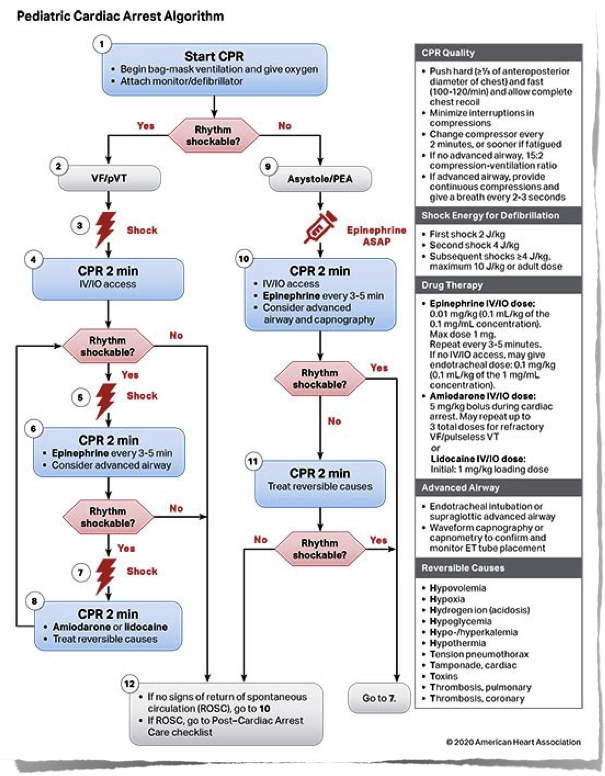 Pediatric Cardiac Arrest Algorithm
1
Start CPR
• Begin bag-mask ventilation and give oxygen
• Attach monitor/defibrillator
Yes
Rhythm
shockable?
No
2
VF/pVT
9
Asystole/PEA
3
Shock
Epinephrine
ASAP
4
CPR 2 min
IV/IO access
10
CPR 2 min
• IV/IO access
• Epinephrine every 3-5 min
• Consider advanced
airway and capnography
Rhythm
shockable?
No
Yes
5
Shock
Rhythm
shockable?
Yes
No
6
CPR 2 min
• Epinephrine every 3-5 min
• Consider advanced airway
11
CPR 2 min
Treat reversible causes
Rhythm
shockable?
No
Yes
7
Shock
No
Rhythm
shockable?
Yes
8
CPR 2 min
• Amiodarone or lidocaine
• Treat reversible causes
12
• If no signs of return of spontaneous
circulation (ROSC), go to 10
• If ROSC, go to Post–Cardiac Arrest
Care checklist
Go to 7.
CPR Quality
• Push hard (≥⅓ of anteroposterior
diameter of chest) and fast
(100-120/min) and allow complete
chest recoil
• Minimize interruptions in
compressions
• Change compressor every
2 minutes, or sooner if fatigued
• If no advanced airway, 15:2
compression-ventilation ratio
• If advanced airway, provide
continuous compressions and
give a breath every 2-3 seconds
Shock Energy for Defibrillation
• First shock 2 J/kg
• Second shock 4 J/kg
• Subsequent shocks ≥4 J/kg,
maximum 10 J/kg or adult dose
Drug Therapy
• Epinephrine IV/IO dose:
0.01 mg/kg (0.1 mL/kg of the
0.1 mg/mL concentration).
Max dose 1 mg.
Repeat every 3-5 minutes.
If no IV/IO access, may give
endotracheal dose: 0.1 mg/kg
(0.1 mL/kg of the 1 mg/mL
concentration).
• Amiodarone IV/IO dose:
5 mg/kg bolus during cardiac
arrest. May repeat up to
3 total doses for refractory
VF/pulseless VT
or
Lidocaine IV/IO dose:
Initial: 1 mg/kg loading dose
Advanced Airway
• Endotracheal intubation or
supraglottic advanced airway
• Waveform capnography or
capnometry to confirm and
monitor ET tube placement
Reversible Causes
• Hypovolemia
• Hypoxia
• Hydrogen ion (acidosis)
• Hypoglycemia
• Hypo-/hyperkalemia
• Hypothermia
• Tension pneumothorax
• Tamponade, cardiac
• Toxins
• Thrombosis, pulmonary
• Thrombosis, coronary
© 2020 American Heart Association